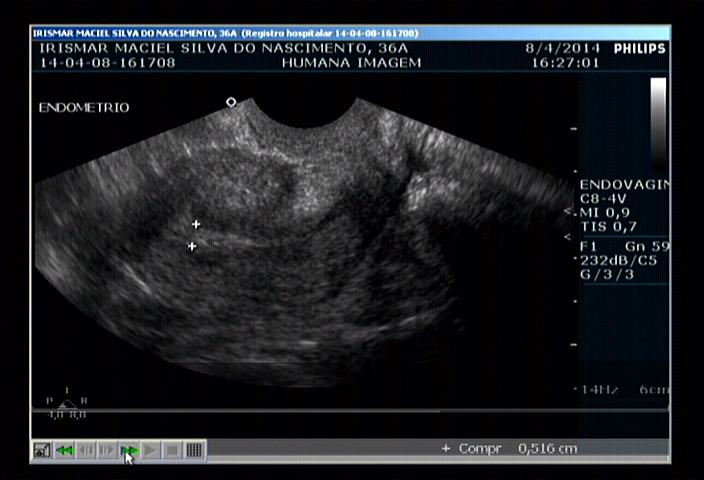 IRISMAR MACIEL SILVA DO NASCIMENTO, 36A (Registro hospitalar 14-04-08-161708)
IRISMAR MACIEL SILVA DO NASCIMENTO, 36A 8/4/2014 PHILIPS
14-04-08-161708 HUMANA IMAGEM 16:27:01
ENDOMETRIO
ENDOVAGIN
C8-4V
MI 0,9
TIS 0,7
F1 Gn 59
232dB/C5
G/3/3
P R
14Hz 6cm
+ Compr 0,516 cm